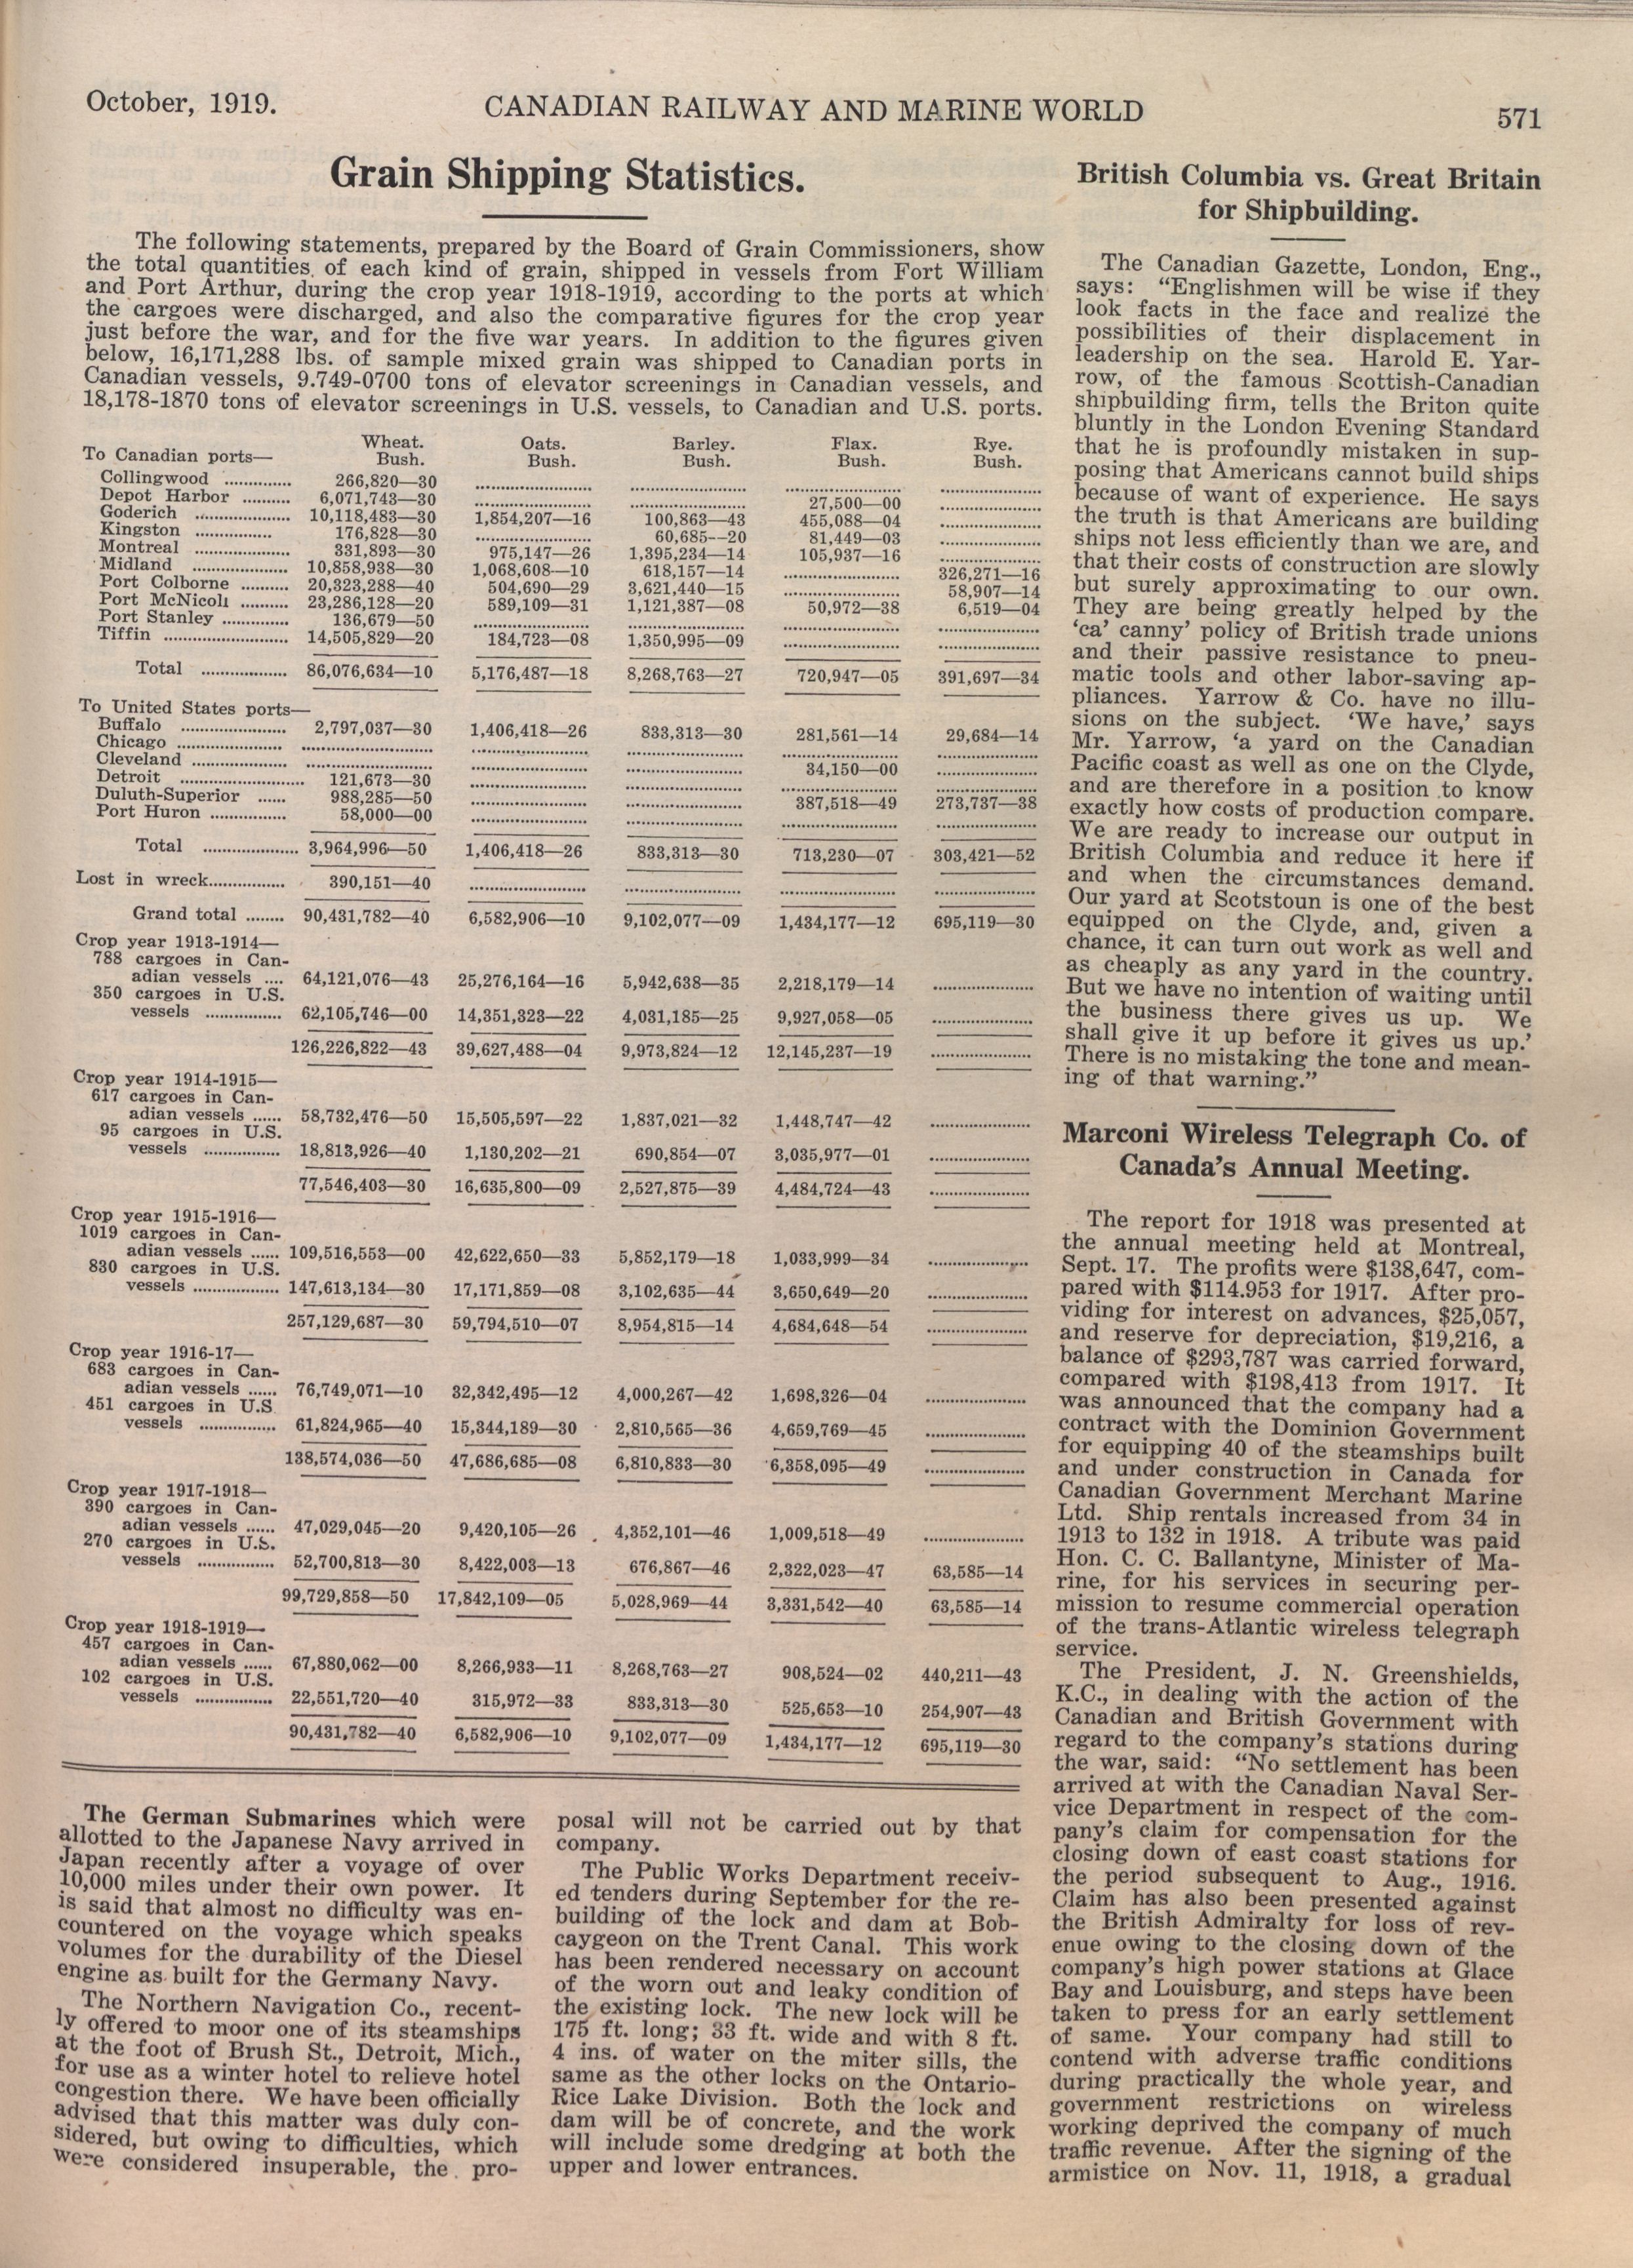 October, 1919.
CANADIAN RAILWAY AND MARINE WORLD
571
Grain Shipping Statistics.
The following statements, prepared by the Board of Grain Commissioners, show
the total quantities of each kind of grain, shipped in vessels from Fort William
and Port Arthur, during the crop year 1918-1919, according to the ports at which
the cargoes were discharged, and also the comparative figures for the crop year
just before the war, and for the five war years. In addition to the figures given
below, 16,171,288 lbs. of sample mixed grain was shipped to Canadian ports in
Canadian vessels, 9.749-0700 tons of elevator screenings in Canadian vessels, and
18,178-1870 tons of elevator screenings in U.S. vessels, to Canadian and U.S. ports.
Wheat. Oats. Barley. Flax. Rye.
To Canadian ports— Bush. Bush. Bush. Bush. Bush.
Collingwood ............. 266,820—30 ............. ............. ............. .............
Depot Harbor .......... 6,071,743—30 ............. ............. 27,500—00 .............
Goderich .................... 10,118,483—30 1,854,207—16 100,863—43 455,088—04 .............
Kingston ................ 176,828—30 ............. 60,685—20 81,449—03 .............
Montreal .................... 331,893—30 975,147—26 1,395,234—14 105,937—16 .............
Midland .................... 10,858,938—30 1,068,608—10 618,157—14 ............. 326,271—16
Port Colborne .......... 20,323,288—40 504,690—29 3,621,440—15 ............. 58,907—14
Port McNicoll .......... 23,286,128—20 589,109—31 1,121,387—08 50,972—38 6,519—04
Port Stanley ............. 136,679—50 ............. ............. ............. .............
Tiffin .......................... 14,505,829—20 184,723—08 1,350,995—09 ............. .............
Total .................. 86,076,634—10 5,176,487—18 8,268,763—27 720,947—05 391,697—34
To United States ports—
Buffalo ...................... 2,797,037—30 1,406,418—26 833,313—30 281,561—14 29,684—14
Chicago ...................... ............. ............. ............. ............. .............
Cleveland .................... ............. ............. ............. 34,150—00 .............
Detroit .......................... 121,673—30 ............. ............. ............. .............
Duluth-Superior ...... 988,285—50 ............. ............. 387,518—49 273,737—38
Port Huron ................ 58,000—00 ............. ............. ............. .............
Total .................... 3,964,996—50 1,406,418—26 833,313—30 713,230—07 303,421—52
Lost in wreck................ 390,151—40 ............. ............. ............. .............
Grand total ........ 90,431,782—40 6,582,906—10 9,102,077—09 1,434,177—12 695,119—30
Crop year 1913-1914—
788 cargoes in Can-
adian vessels .... 64,121,076—43 25,276,164—16 5,942,638—35 2,218,179—14 .............
350 cargoes in U.S.
vessels ................ 62,105,746—00 14,351,323—22 4,031,185—25 9,927,058—05 .............
126,226,822—43 39,627,488—04 9,973,824—12 12,145,237—19 .............
Crop year 1914-1915—
617 cargoes in Can-
adian vessels ...... 58,732,476—50 15,505,597—22 1,837,021—32 1,448,747—42 .............
95 cargoes in U.S.
vessels ................ 18,813,926—40 1,130,202—21 690,854—07 3,035,977—01 .............
77,546,403—30 16,635,800—09 2,527,875—39 4,484,724—43 .............
Crop year 1915-1916—
1019 cargoes in Can-
adian vessels ...... 109,516,553—00 42,622,650—33 5,852,179—18 1,033,999—34 .............
830 cargoes in U.S.
vessels .................. 147,613,134—30 17,171,859—08 3,102,635—44 3,650,649—20 .............
257,129,687—30 59,794,510—07 8,954,815—14 4,684,648—54 .............
Crop year 1916-17—
683 cargoes in Can-
adian vessels ...... 76,749,071—10 32,342,495—12 4,000,267—42 1,698,326—04 .............
451 cargoes in U.S
vessels ................ 61,824,965—40 15,344,189—30 2,810,565—36 4,659,769—45 .............
138,574,036—50 47,686,685—08 6,810,833—30 6,358,095—49 .............
Crop year 1917-1918—
390 cargoes in Can-
adian vessels ...... 47,029,045—20 9,420,105—26 4,352,101—46 1,009,518—49 .............
270 cargoes in U.S.
vessels ................ 52,700,813—30 8,422,003—13 676,867—46 2,322,023—47 63,585—14
99,729,858—50 17,842,109—05 5,028,969—44 3,331,542—40 63,585—14
Crop year 1918-1919—
457 cargoes in Can-
adian vessels ...... 67,880,062—00 8,266,933—11 8,268,763—27 908,524—02 440,211—43
102 cargoes in U.S.
vessels ................ 22,551,720—40 315,972—33 833,313—30 525,653—10 254,907—43
90,431,782—40 6,582,906—10 9,102,077—09 1,434,177—12 695,119—30
The German Submarines which were
allotted to the Japanese Navy arrived in
Japan recently after a voyage of over
10,000 miles under their own power. It
is said that almost no difficulty was en-
countered on the voyage which speaks
volumes for the durability of the Diesel
engine as built for the Germany Navy.
The Northern Navigation Co., recent-
ly offered to moor one of its steamships
at the foot of Brush St., Detroit, Mich.,
for use as a winter hotel to relieve hotel
congestion there. We have been officially
advised that this matter was duly con-
sidered, but owing to difficulties, which
were considered insuperable, the pro-
posal will not be carried out by that
company.
The Public Works Department receiv-
ed tenders during September for the re-
building of the lock and dam at Bob-
caygeon on the Trent Canal. This work
has been rendered necessary on account
of the worn out and leaky condition of
the existing lock. The new lock will be
175 ft. long; 33 ft. wide and with 8 ft.
4 ins. of water on the miter sills, the
same as the other locks on the Ontario-
Rice Lake Division. Both the lock and
dam will be of concrete, and the work
will include some dredging at both the
upper and lower entrances.
British Columbia vs. Great Britain
for Shipbuilding.
The Canadian Gazette, London, Eng.,
says: "Englishmen will be wise if they
look facts in the face and realize the
possibilities of their displacement in
leadership on the sea. Harold E. Yar-
row, of the famous Scottish-Canadian
shipbuilding firm, tells the Briton quite
bluntly in the London Evening Standard
that he is profoundly mistaken in sup-
posing that Americans cannot build ships
because of want of experience. He says
the truth is that Americans are building
ships not less efficiently than we are, and
that their costs of construction are slowly
but surely approximating to our own.
They are being greatly helped by the
'ca' canny' policy of British trade unions
and their passive resistance to pneu-
matic tools and other labor-saving ap-
pliances. Yarrow & Co. have no illu-
sions on the subject. 'We have,' says
Mr. Yarrow, 'a yard on the Canadian
Pacific coast as well as one on the Clyde,
and are therefore in a position to know
exactly how costs of production compare.
We are ready to increase our output in
British Columbia and reduce it here if
and when the circumstances demand.
Our yard at Scotstoun is one of the best
equipped on the Clyde, and, given a
chance, it can turn out work as well and
as cheaply as any yard in the country.
But we have no intention of waiting until
the business there gives us up. We
shall give it up before it gives us up.'
There is no mistaking the tone and mean-
ing of that warning."
Marconi Wireless Telegraph Co. of
Canada's Annual Meeting.
The report for 1918 was presented at
the annual meeting held at Montreal,
Sept. 17. The profits were $138,647, com-
pared with $114.953 for 1917. After pro-
viding for interest on advances, $25,057,
and reserve for depreciation, $19,216, a
balance of $293,787 was carried forward,
compared with $198,413 from 1917. It
was announced that the company had a
contract with the Dominion Government
for equipping 40 of the steamships built
and under construction in Canada for
Canadian Government Merchant Marine
Ltd. Ship rentals increased from 34 in
1913 to 132 in 1918. A tribute was paid
Hon. C. C. Ballantyne, Minister of Ma-
rine, for his services in securing per-
mission to resume commercial operation
of the trans-Atlantic wireless telegraph
service.
The President, J. N. Greenshields,
K.C., in dealing with the action of the
Canadian and British Government with
regard to the company's stations during
the war, said: "No settlement has been
arrived at with the Canadian Naval Ser-
vice Department in respect of the com-
pany's claim for compensation for the
closing down of east coast stations for
the period subsequent to Aug., 1916.
Claim has also been presented against
the British Admiralty for loss of rev-
enue owing to the closing down of the
company's high power stations at Glace
Bay and Louisburg, and steps have been
taken to press for an early settlement
of same. Your company had still to
contend with adverse traffic conditions
during practically the whole year, and
government restrictions on wireless
working deprived the company of much
traffic revenue. After the signing of the
armistice on Nov. 11, 1918, a gradual